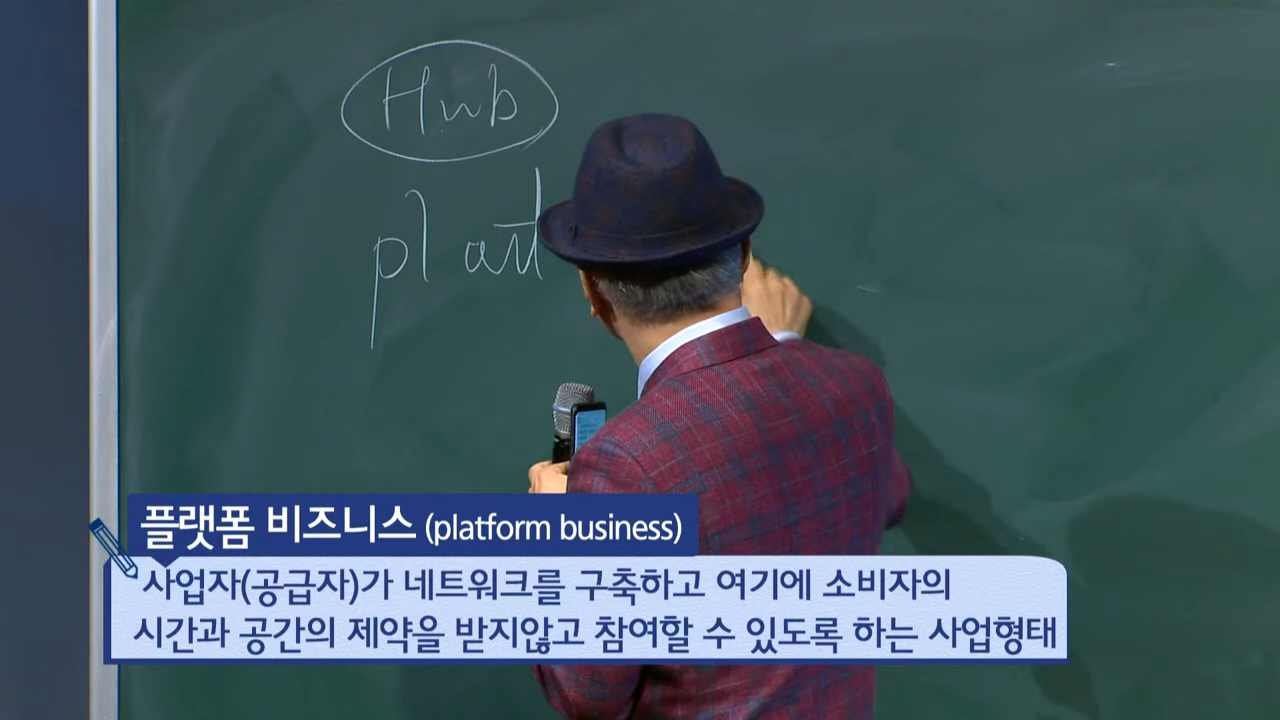 Hub
플랫폼 비즈니스 (platform business)
사업자(공급자)가 네트워크를 구축하고 여기에 소비자의
시간과 공간의 제약을 받지않고 참여할 수 있도록 하는 사업형태